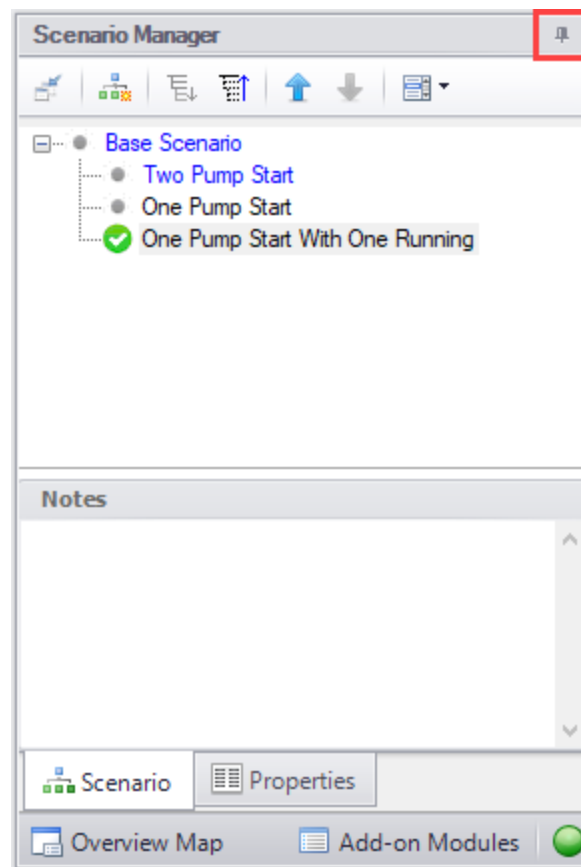 Scenario Manager
Base Scenario
Two Pump Start
One Pump Start
One Pump Start With One Running
Notes
Scenario Properties
Overview Map Add-on Modules